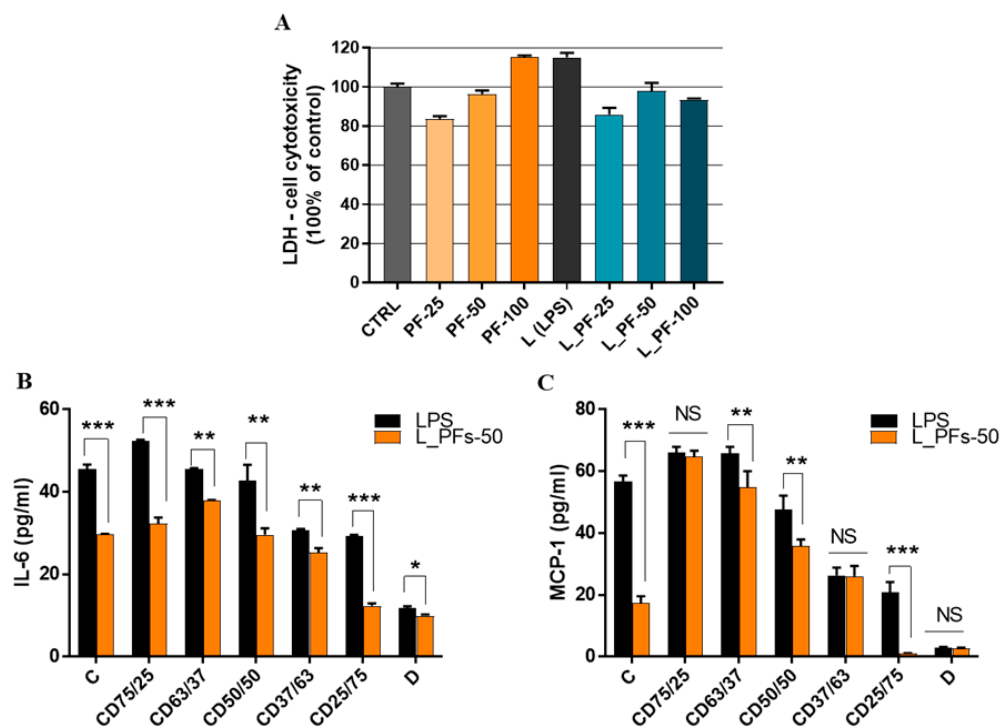 A
LDH - cell cytotoxicity
(100% of control)
120
100
80
60
40
20
0
CTRL
PF-25
PF-50
PF-100
L (LPS)
L_PF-25
L_PF-50
L_PF-100
B
IL-6 (pg/ml)
60
40
20
0
***
***
**
**
**
***
*
LPS
L_PFs-50
C
CD75/25
CD63/37
CD50/50
CD37/63
CD25/75
D
C
MCP-1 (pg/ml)
80
60
40
20
0
***
NS
**
**
NS
***
NS
LPS
L_PFs-50
C
CD75/25
CD63/37
CD50/50
CD37/63
CD25/75
D